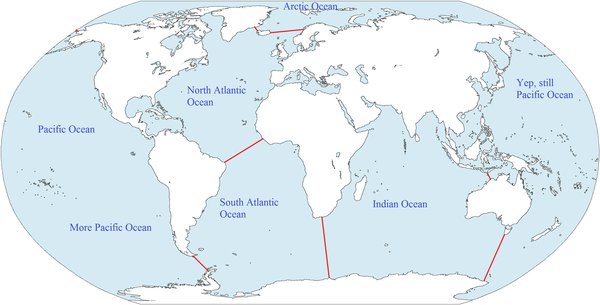 Arctic Ocean
North Atlantic
Ocean
Yep, still
Pacific Ocean
Pacific Ocean
South Atlantic
Ocean
Indian Ocean
More Pacific Ocean